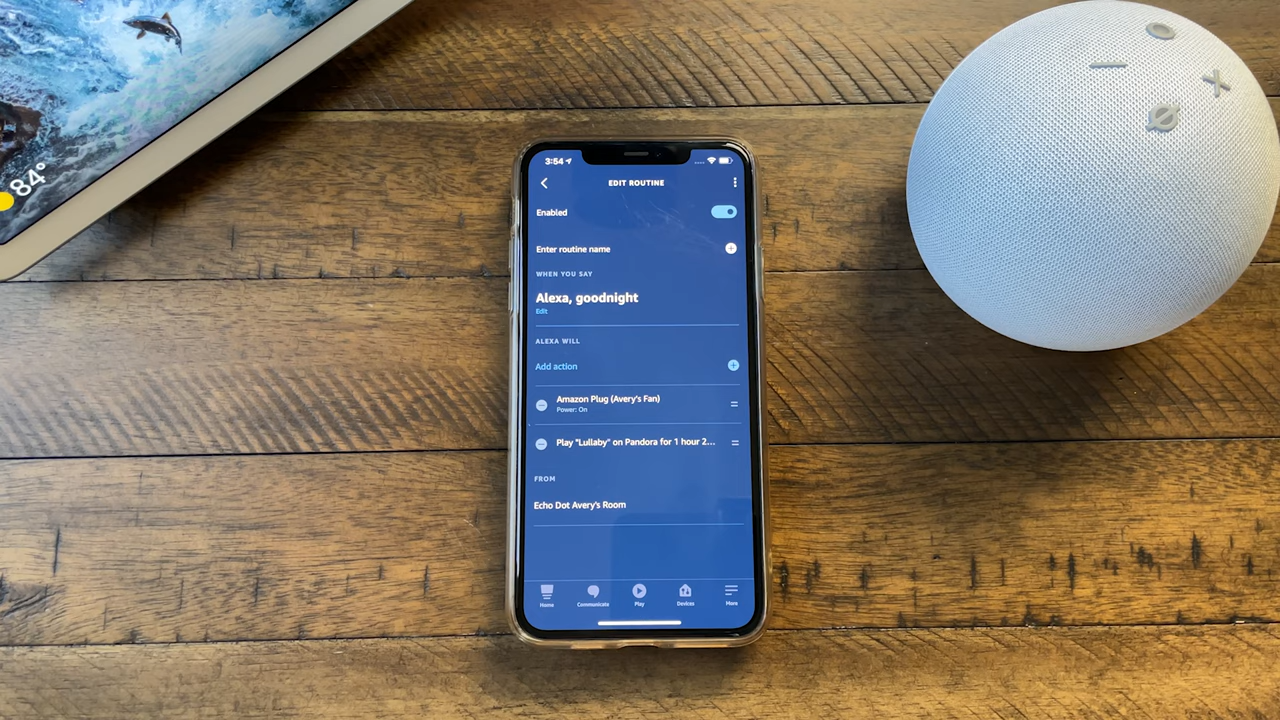 84°
3:54
EDIT ROUTINE
Enabled
Enter routine name
WHEN YOU SAY
Alexa, goodnight
Edit
ALEXA WILL
Add action
Amazon Plug (Avery's Fan)
Power: On
Play "Lullaby" on Pandora for 1 hour 2...
FROM
Echo Dot Avery's Room
Home Communicate Play Devices More